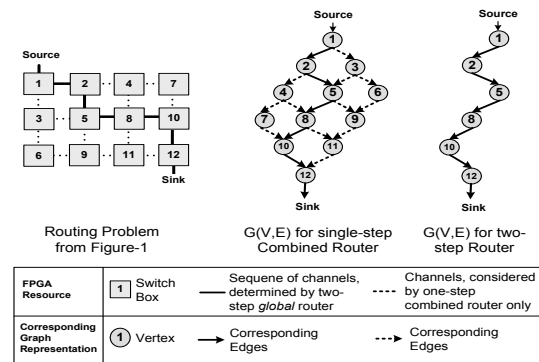 Source
1 2 4 7
3 5 8 10
6 9 11 12
Sink
Routing Problem
from Figure-1
Source
1
2 3
4 5 6
7 8 9
10 11
12
Sink
G(V,E) for single-step
Combined Router
Source
1
2
5
8
10
12
Sink
G(V,E) for two-
step Router
FPGA
Resource
1 Switch
Box
Sequene of channels,
determined by two-
step global router
Channels, considered
by one-step
combined router only
Corresponding
Graph
Representation
1 Vertex
Corresponding
Edges
Corresponding
Edges